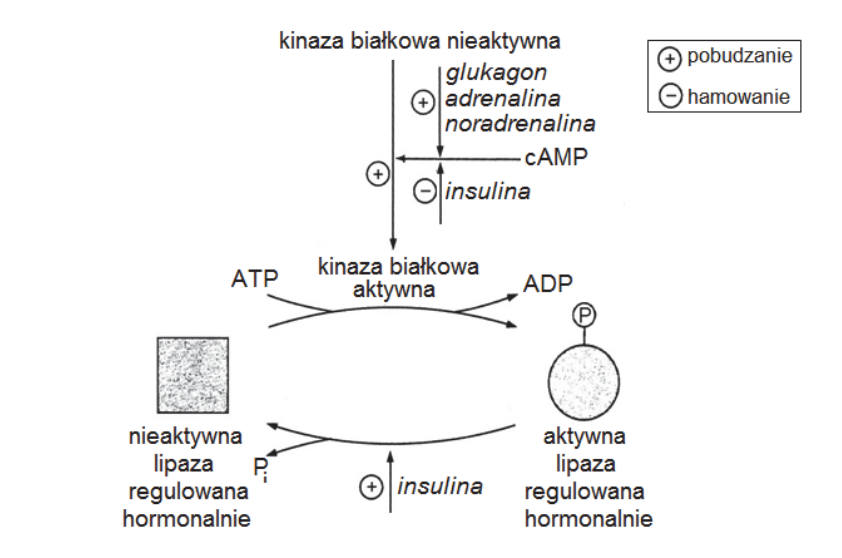 kinaza białkowa nieaktywna
+ pobudzanie
− hamowanie
glukagon
+ adrenalina
noradrenalina
cAMP
+
− insulina
kinaza białkowa
aktywna
ATP
ADP
P
nieaktywna
lipaza
regulowana
hormonalnie
Pi
+ insulina
aktywna
lipaza
regulowana
hormonalnie